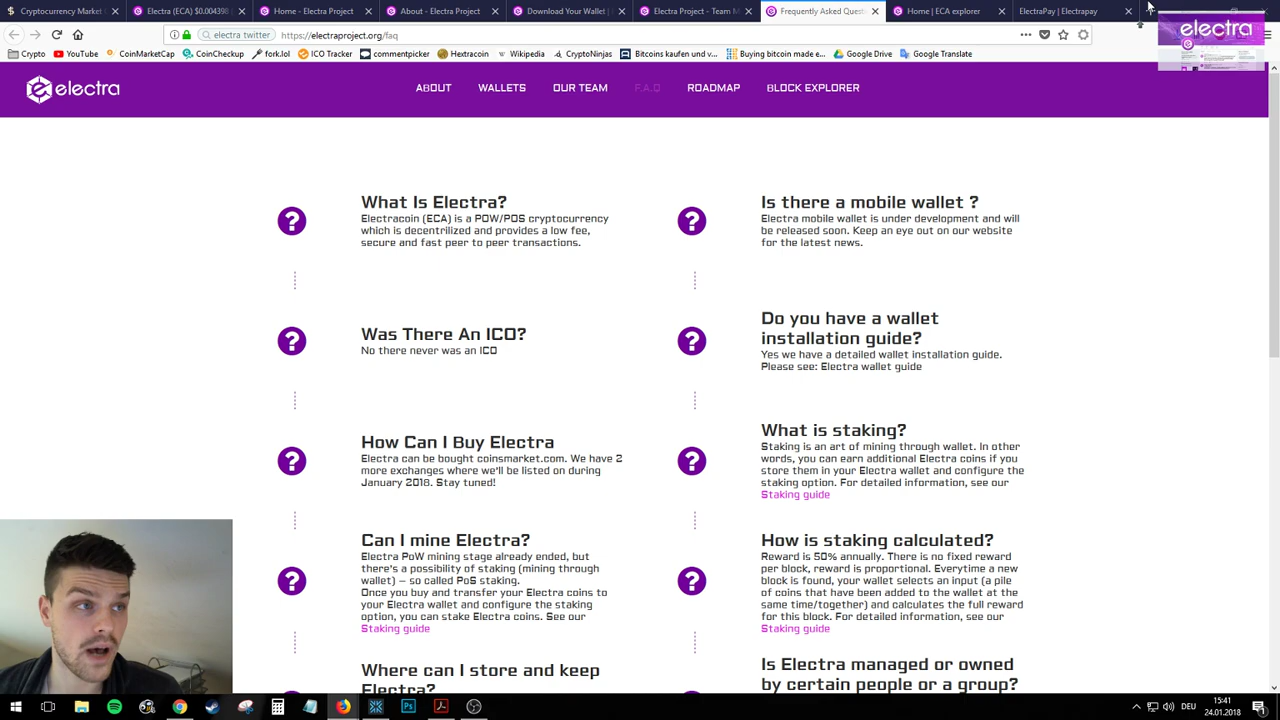 Cryptocurrency Market C
Electra (ECA) $0.004398
Home - Electra Project
About - Electra Project
Download Your Wallet |
Electra Project - Team M
Frequently Asked Quest
Home | ECA explorer
ElectraPay | Electrapay
electra twitter
https://electraproject.org/faq
Crypto
YouTube
CoinMarketCap
CoinCheckup
fork.lol
ICO Tracker
commentpicker
Hextracoin
Wikipedia
CryptoNinjas
Bitcoins kaufen und v...
Buying bitcoin made e...
Google Drive
Google Translate
electra
electra
ABOUT
WALLETS
OUR TEAM
F.A.Q
ROADMAP
BLOCK EXPLORER
What Is Electra?
Electracoin (ECA) is a POW/POS cryptocurrency
which is decentrilized and provides a low fee,
secure and fast peer to peer transactions.
Is there a mobile wallet ?
Electra mobile wallet is under development and will
be released soon. Keep an eye out on our website
for the latest news.
Was There An ICO?
No there never was an ICO
Do you have a wallet
installation guide?
Yes we have a detailed wallet installation guide.
Please see: Electra wallet guide
How Can I Buy Electra
Electra can be bought coinsmarket.com. We have 2
more exchanges where we'll be listed on during
January 2018. Stay tuned!
What is staking?
Staking is an art of mining through wallet. In other
words, you can earn additional Electra coins if you
store them in your Electra wallet and configure the
staking option. For detailed information, see our
Staking guide
Can I mine Electra?
Electra PoW mining stage already ended, but
there's a possibility of staking (mining through
wallet) – so called PoS staking.
Once you buy and transfer your Electra coins to
your Electra wallet and configure the staking
option, you can stake Electra coins. See our
Staking guide
How is staking calculated?
Reward is 50% annually. There is no fixed reward
per block, reward is proportional. Everytime a new
block is found, your wallet selects an input (a pile
of coins that have been added to the wallet at the
same time/together) and calculates the full reward
for this block. For detailed information, see our
Staking guide
Where can I store and keep
Electra?
Is Electra managed or owned
by certain people or a group?
DEU
15:41
24.01.2018